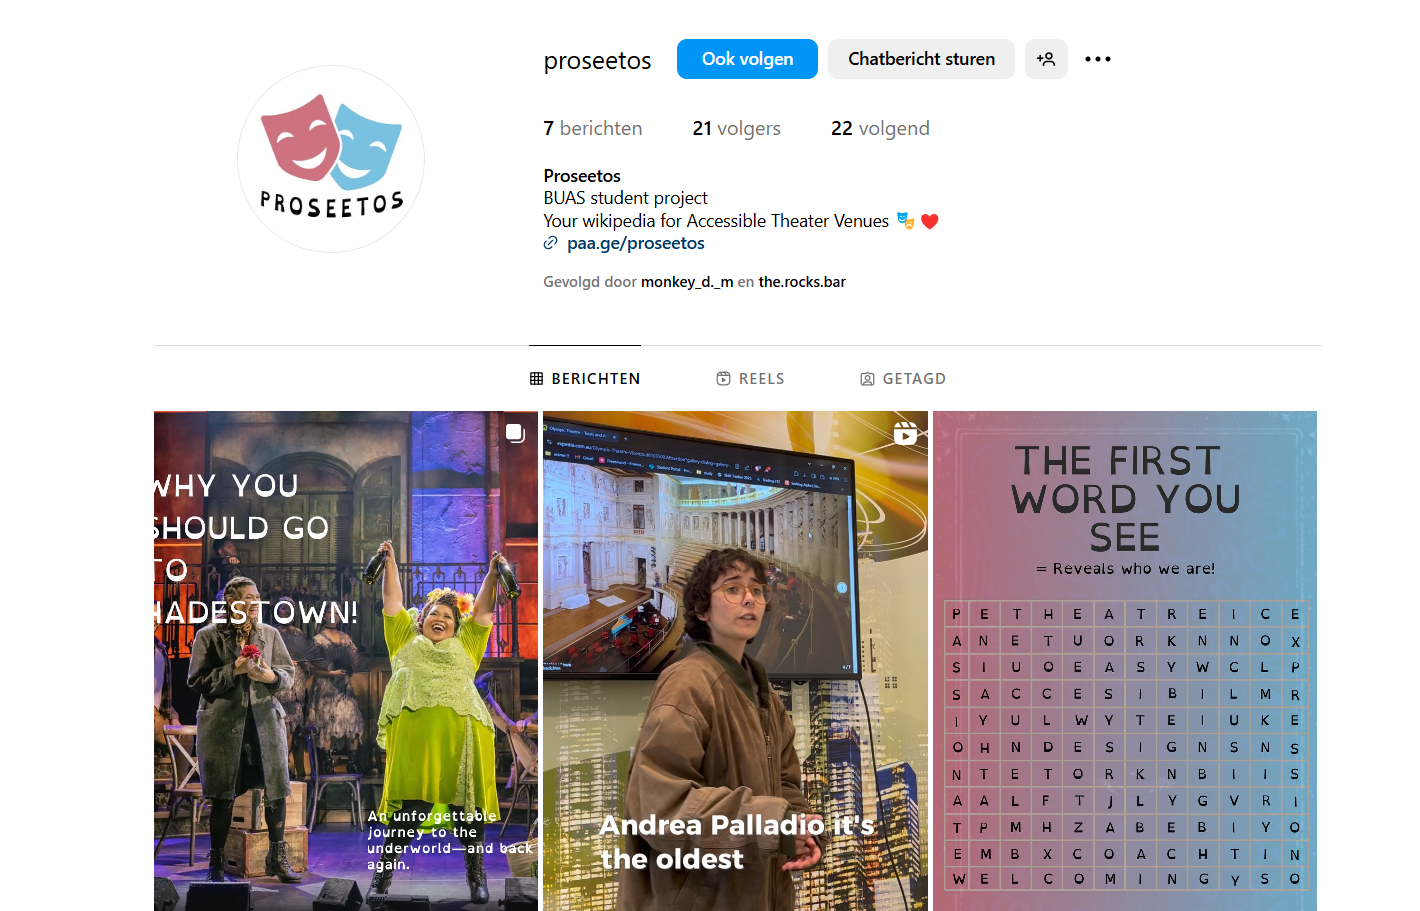 proseetos
Ook volgen
Chatbericht sturen
7 berichten
21 volgers
22 volgend
PROSEETOS
Proseetos
BUAS student project
Your wikipedia for Accessible Theater Venues 🎭 ❤️
paa.ge/proseetos
Gevolgd door monkey_d._m en the.rocks.bar
BERICHTEN
REELS
GETAGD
WHY YOU
SHOULD GO
TO
HADESTOWN!
An unforgettable
journey to the
underworld—and back
again.
Andrea Palladio it's
the oldest
THE FIRST
WORD YOU
SEE
= Reveals who we are!
P E T H E A T R E I C E
A N E T U O R K N N O X
S I U O E A S Y W C L P
S A C C E S I B I L M R
I Y U L W Y T E I U K E
O H N D E S I G N S N S
N T E T O R K N B I I S
A A L F T J L Y G V R I
T P M H Z A B E B I Y O
E M B X C O A C H T I N
W E L C O M I N G Y S O